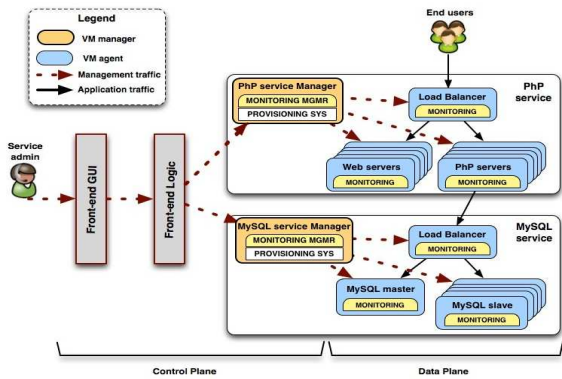 Legend
VM manager
VM agent
Management traffic
Application traffic
End users
Service
admin
Front-end GUI
Front-end Logic
PhP service Manager
MONITORING MGMR
PROVISIONING SYS
Load Balancer
MONITORING
PhP
service
Web servers
MONITORING
PhP servers
MONITORING
MySQL service Manager
MONITORING MGMR
PROVISIONING SYS
Load Balancer
MONITORING
MySQL
service
MySQL master
MONITORING
MySQL slave
MONITORING
Control Plane
Data Plane